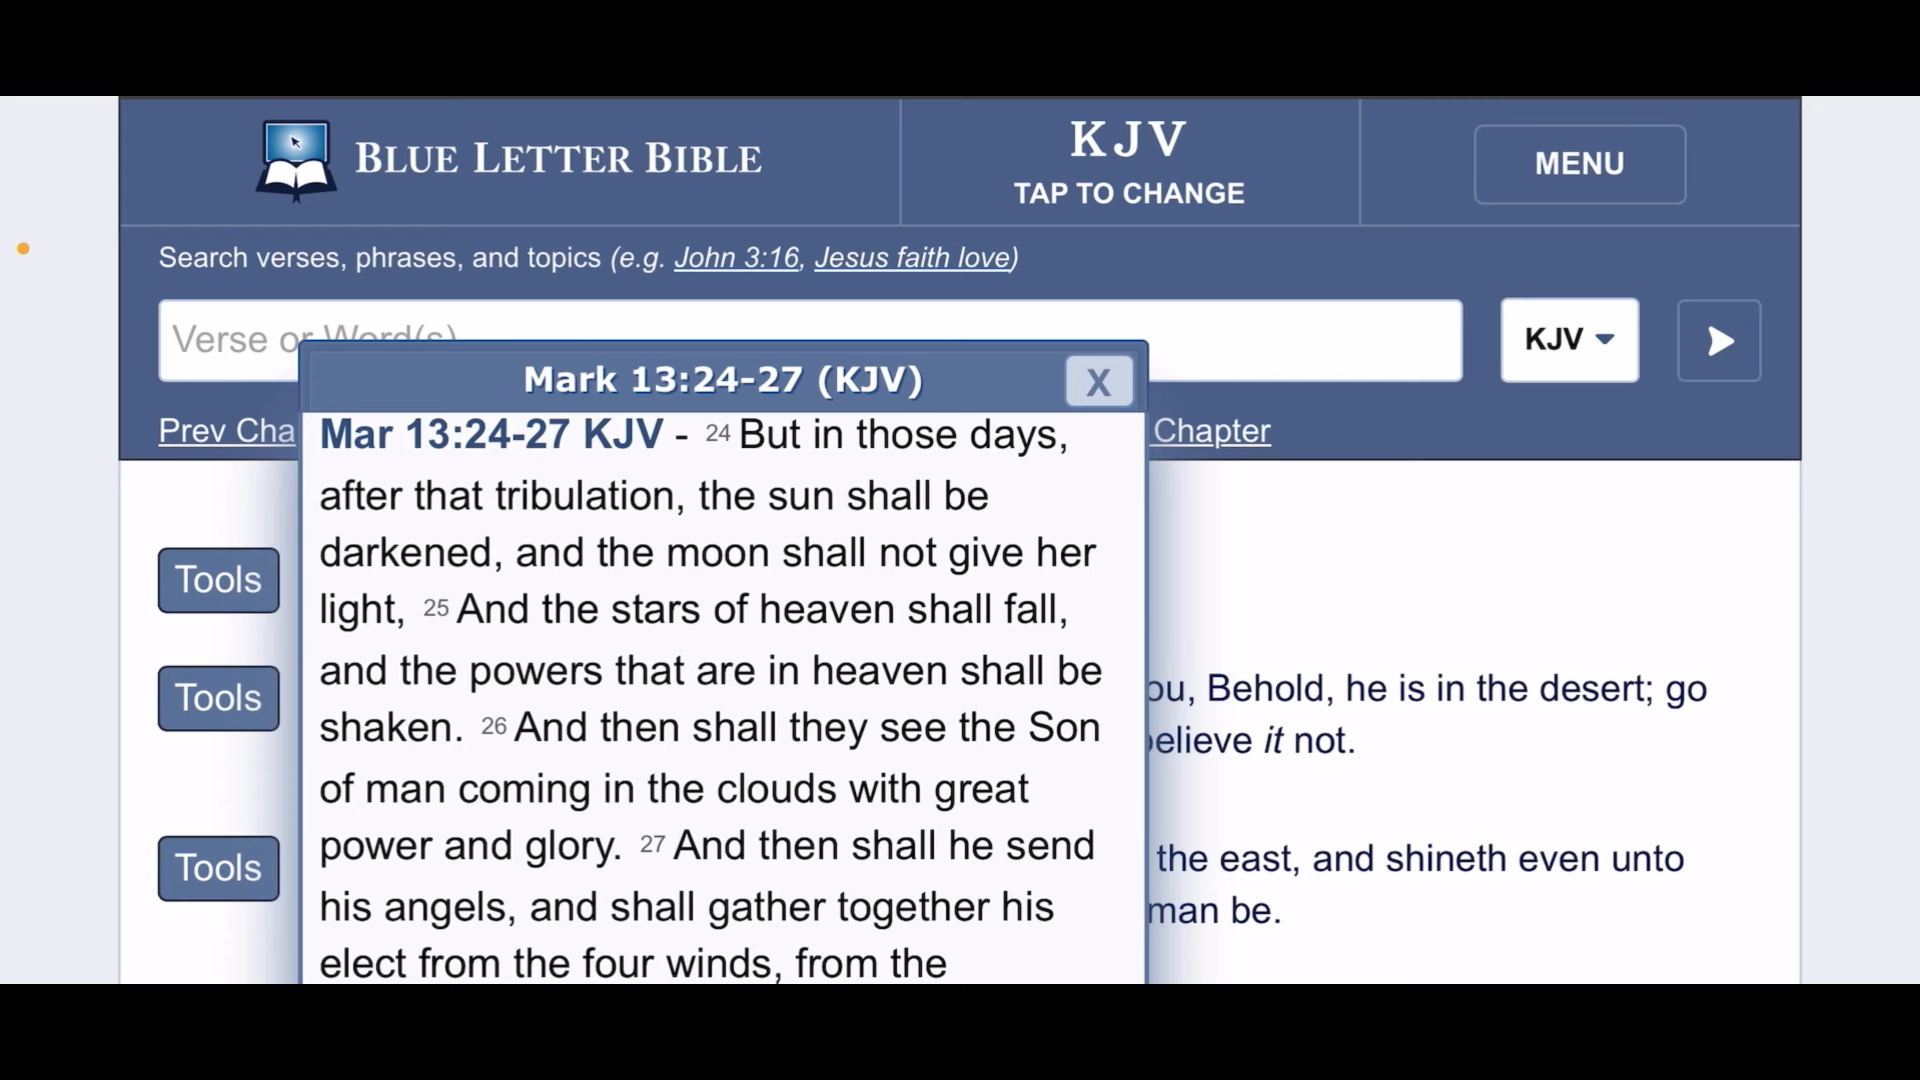 BLUE LETTER BIBLE
KJV
TAP TO CHANGE
MENU
Search verses, phrases, and topics (e.g. John 3:16, Jesus faith love)
Verse or Word(s)
KJV
Prev Cha
Chapter
Mark 13:24-27 (KJV)
X
Mar 13:24-27 KJV - 24 But in those days,
after that tribulation, the sun shall be
darkened, and the moon shall not give her
light, 25 And the stars of heaven shall fall,
and the powers that are in heaven shall be
shaken. 26 And then shall they see the Son
of man coming in the clouds with great
power and glory. 27 And then shall he send
his angels, and shall gather together his
elect from the four winds, from the
Tools
Tools
ou, Behold, he is in the desert; go
believe it not.
Tools
the east, and shineth even unto
man be.